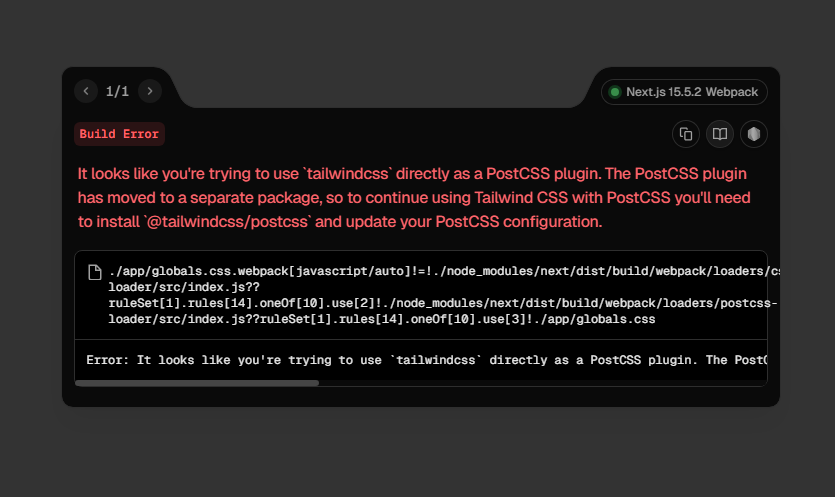 1/1
Next.js 15.5.2 Webpack
Build Error
It looks like you're trying to use `tailwindcss` directly as a PostCSS plugin. The PostCSS plugin
has moved to a separate package, so to continue using Tailwind CSS with PostCSS you'll need
to install `@tailwindcss/postcss` and update your PostCSS configuration.
./app/globals.css.webpack[javascript/auto]!=!./node_modules/next/dist/build/webpack/loaders/cs
loader/src/index.js??
ruleSet[1].rules[14].oneOf[10].use[2]!./node_modules/next/dist/build/webpack/loaders/postcss-
loader/src/index.js??ruleSet[1].rules[14].oneOf[10].use[3]!./app/globals.css
Error: It looks like you're trying to use `tailwindcss` directly as a PostCSS plugin. The PostC